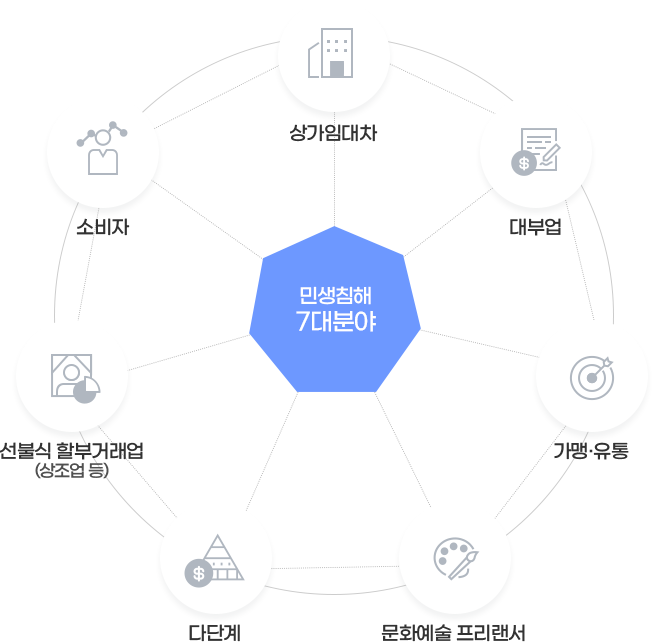 상가임대차
소비자
대부업
민생침해
7대분야
선불식 할부거래업
(상조업 등)
가맹·유통
다단계
문화예술 프리랜서